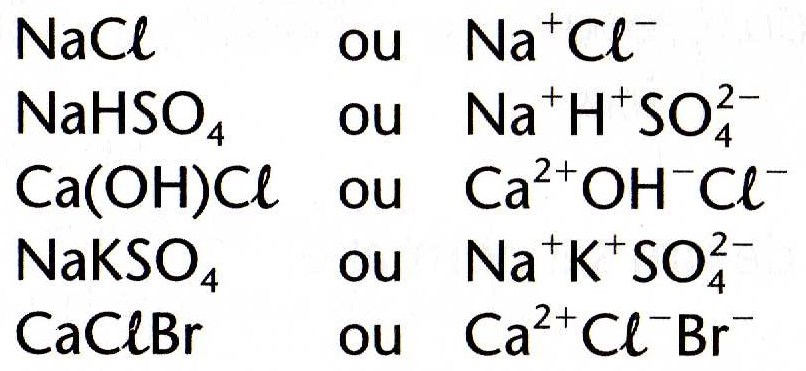 NaCℓ ou Na⁺Cℓ⁻
NaHSO₄ ou Na⁺H⁺SO₄²⁻
Ca(OH)Cℓ ou Ca²⁺OH⁻Cℓ⁻
NaKSO₄ ou Na⁺K⁺SO₄²⁻
CaCℓBr ou Ca²⁺Cℓ⁻Br⁻